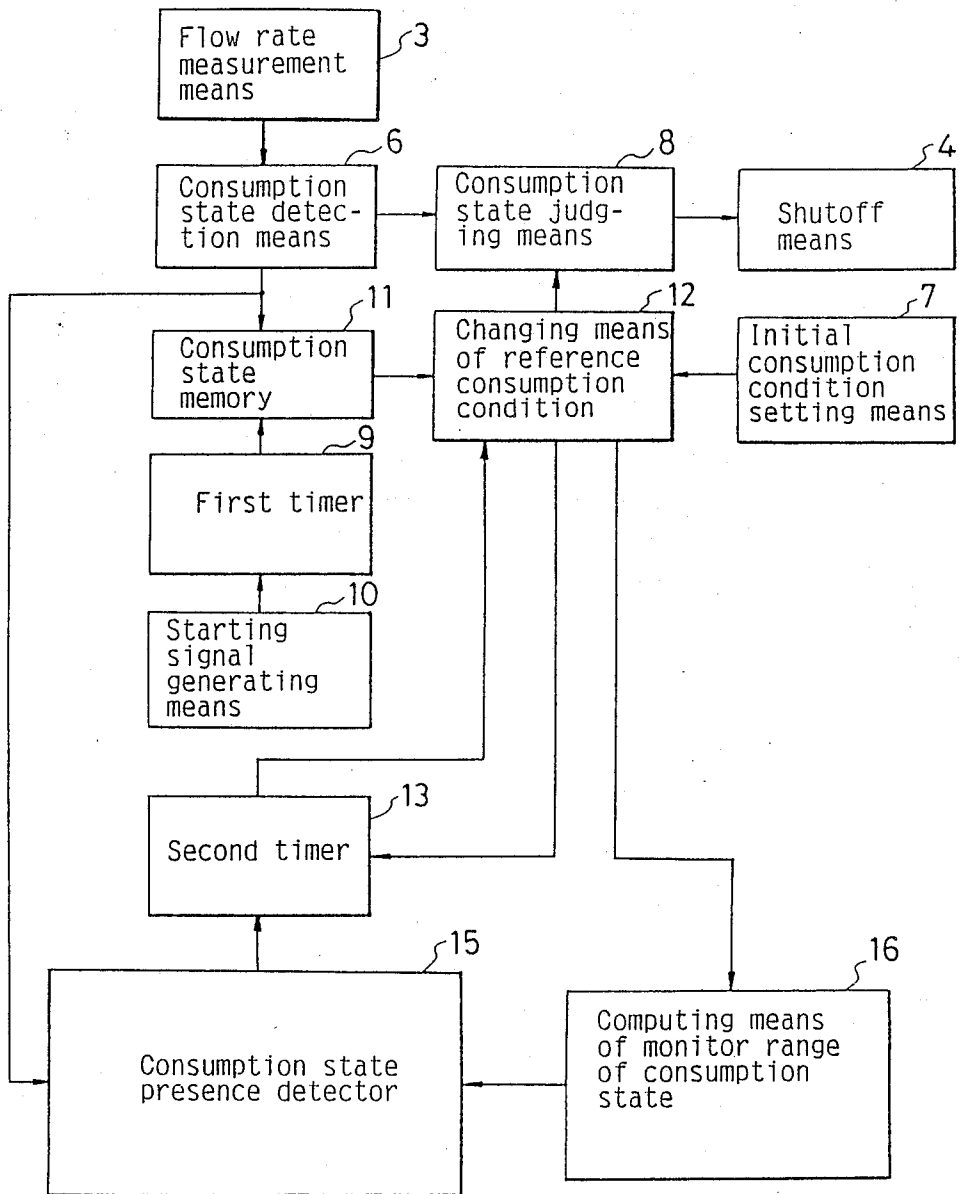 Flow rate
measurement
means
3
Consumption
state detec-
tion means
6
Consumption
state judg-
ing means
8
Shutoff
means
4
Consumption
state
memory
11
Changing means
of reference
consumption
condition
12
Initial
consumption
condition
setting means
7
First timer
9
Starting
signal
generating
means
10
Second timer
13
Consumption state
presence detector
15
Computing means
of monitor range
of consumption
state
16